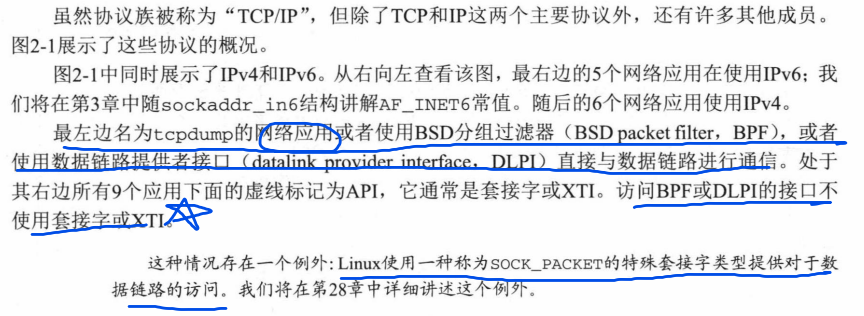 虽然协议族被称为“TCP/IP”，但除了TCP和IP这两个主要协议外，还有许多其他成员。
图2-1展示了这些协议的概况。
图2-1中同时展示了IPv4和IPv6。从右向左查看该图，最右边的5个网络应用在使用IPv6；我
们将在第3章中随sockaddr_in6结构讲解AF_INET6常值。随后的6个网络应用使用IPv4。
最左边名为tcpdump的网络应用或者使用BSD分组过滤器（BSD packet filter，BPF），或者
使用数据链路提供者接口（datalink provider interface，DLPI）直接与数据链路进行通信。处于
其右边所有9个应用下面的虚线标记为API，它通常是套接字或XTI。访问BPF或DLPI的接口不
使用套接字或XTI。
这种情况存在一个例外：Linux使用一种称为SOCK_PACKET的特殊套接字类型提供对于数
据链路的访问。我们将在第28章中详细讲述这个例外。